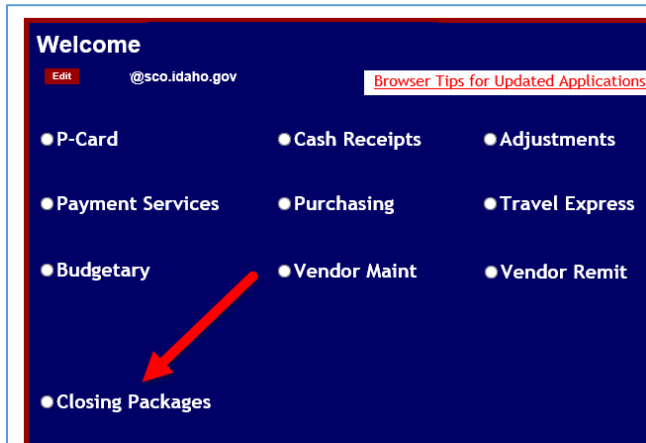 Welcome
Edit @sco.idaho.gov Browser Tips for Updated Applications
P-Card Cash Receipts Adjustments
Payment Services Purchasing Travel Express
Budgetary Vendor Maint Vendor Remit
Closing Packages